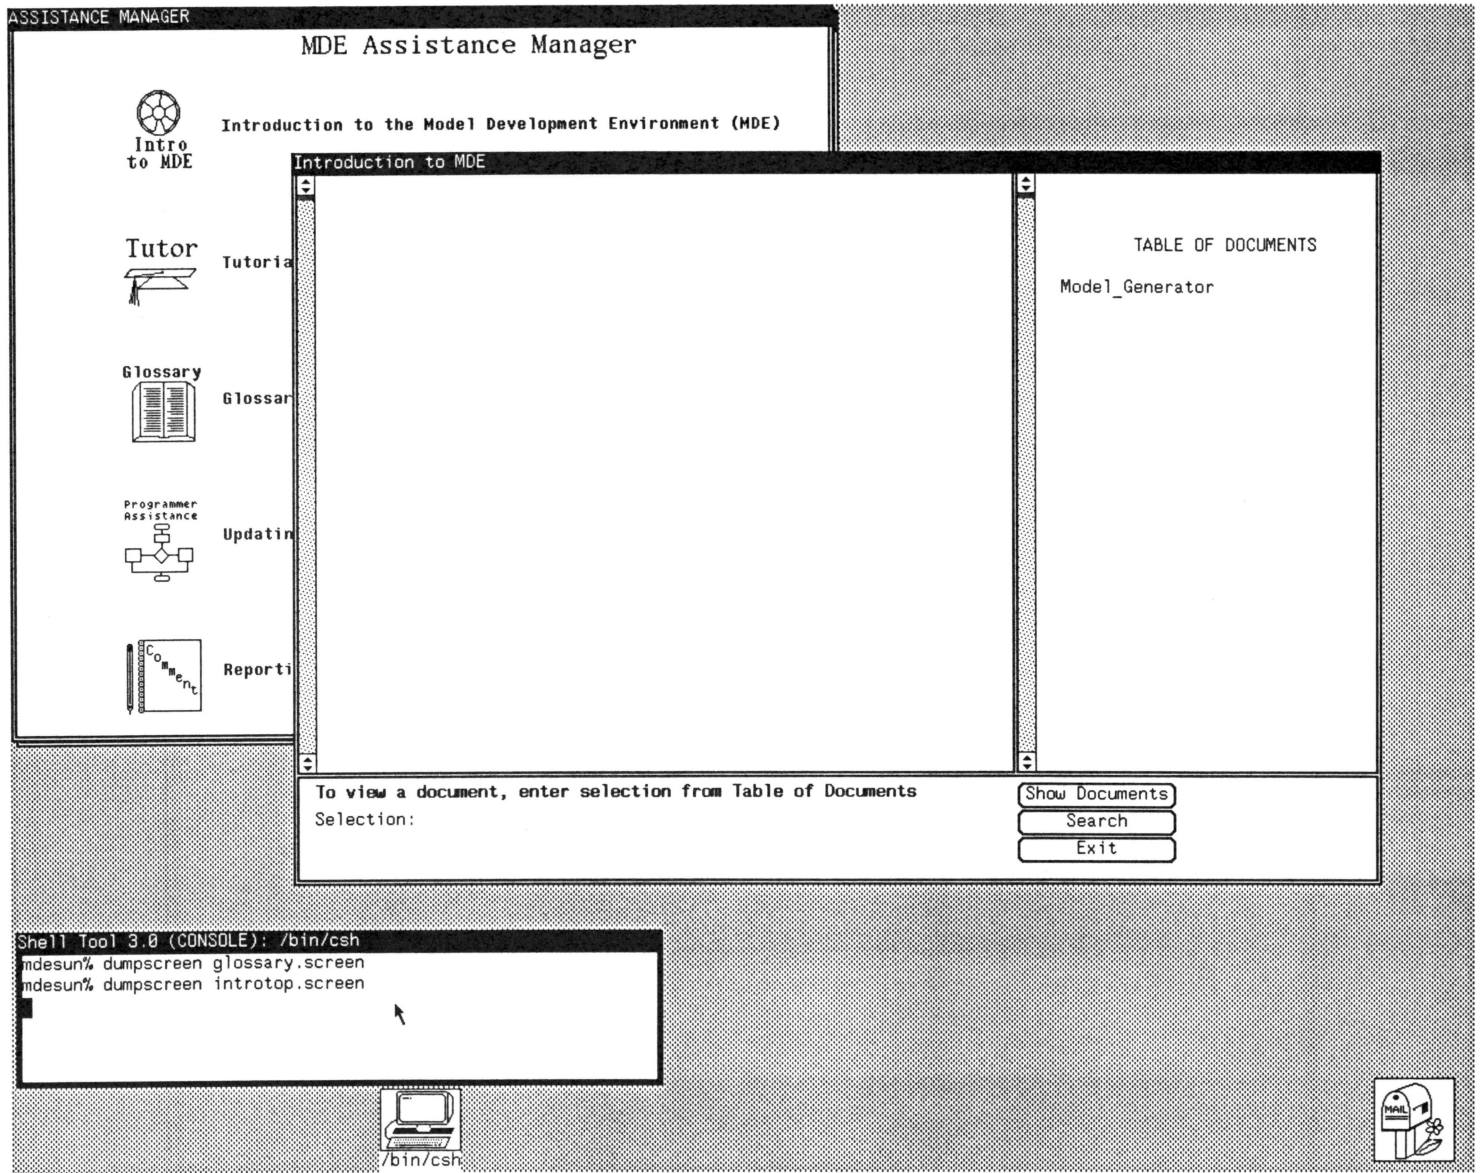 ASSISTANCE MANAGER
MDE Assistance Manager
Intro
to MDE
Introduction to the Model Development Environment (MDE)
Tutor
Tutoria
Glossary
Glossar
Programmer
Assistance
Updatin
Comment
Reporti
Introduction to MDE
TABLE OF DOCUMENTS
Model_Generator
To view a document, enter selection from Table of Documents
Selection:
Show Documents
Search
Exit
Shell Tool 3.0 (CONSOLE): /bin/csh
mdesun% dumpscreen glossary.screen
mdesun% dumpscreen introtop.screen
/bin/csh
MAIL